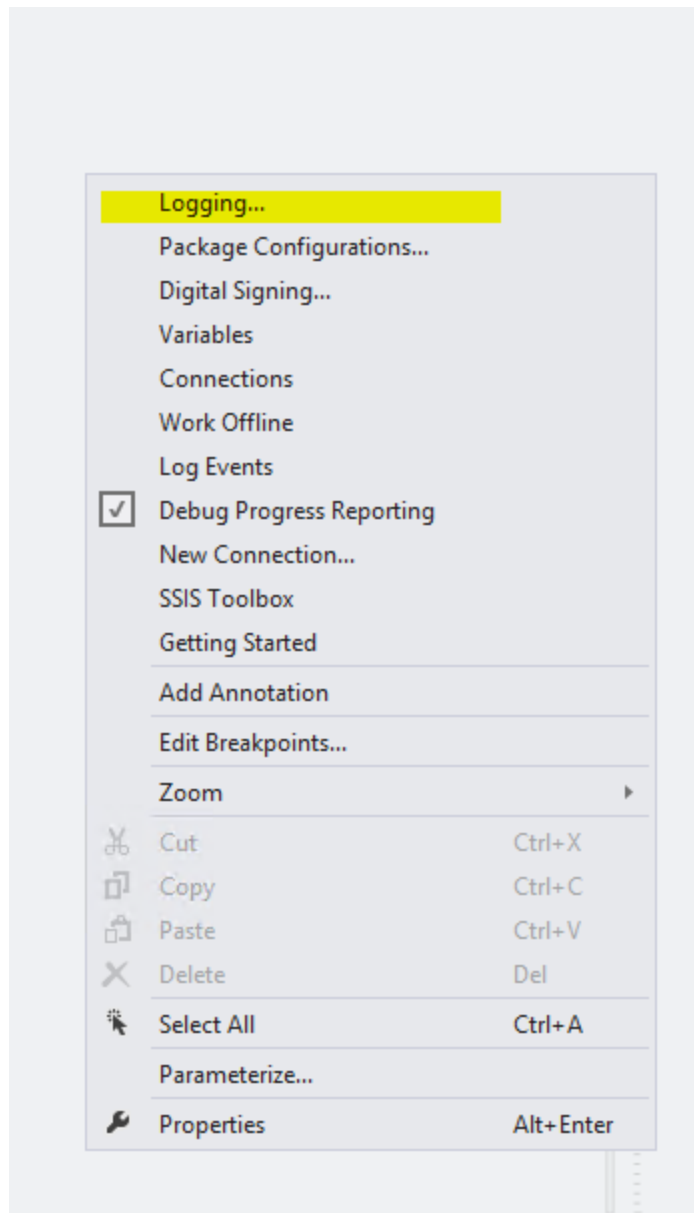 Logging...
Package Configurations...
Digital Signing...
Variables
Connections
Work Offline
Log Events
Debug Progress Reporting
New Connection...
SSIS Toolbox
Getting Started
Add Annotation
Edit Breakpoints...
Zoom
Cut Ctrl+X
Copy Ctrl+C
Paste Ctrl+V
Delete Del
Select All Ctrl+A
Parameterize...
Properties Alt+Enter